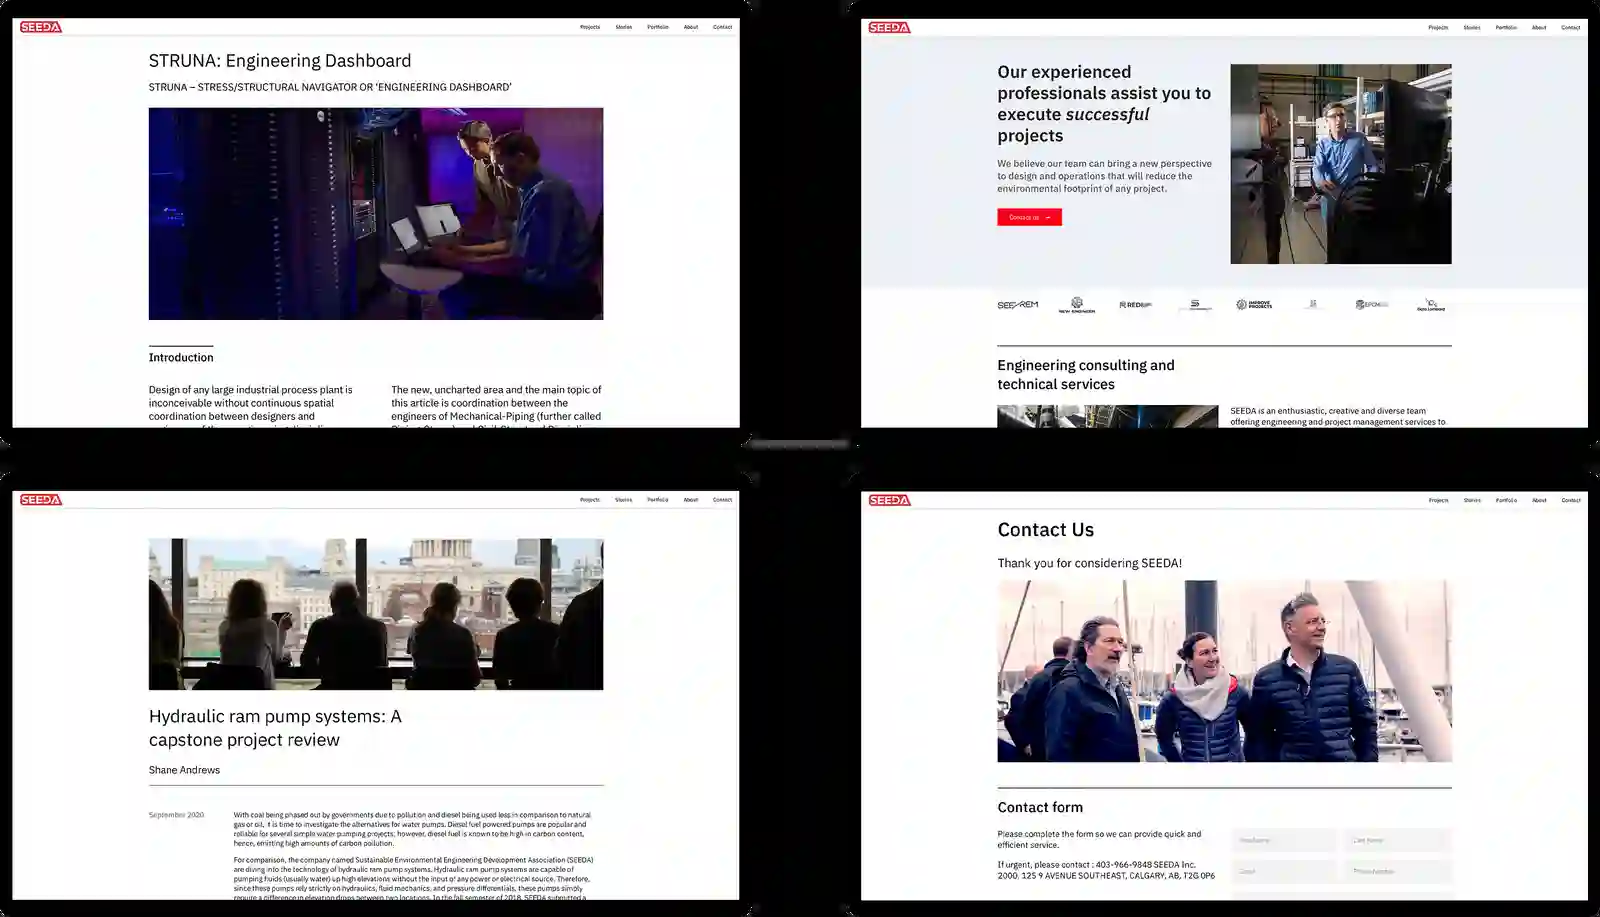 SEEDA
Projects Stories Portfolio About Contact
STRUNA: Engineering Dashboard
STRUNA – STRESS/STRUCTURAL NAVIGATOR OR ‘ENGINEERING DASHBOARD’
Introduction
Design of any large industrial process plant is
inconceivable without continuous spatial
coordination between designers and
The new, uncharted area and the main topic of
this article is coordination between the
engineers of Mechanical-Piping (further called
SEEDA
Projects Stories Portfolio About Contact
Our experienced
professionals assist you to
execute successful
projects
We believe our team can bring a new perspective
to design and operations that will reduce the
environmental footprint of any project.
Contact us →
NEW ENGINEER
IMPROVE
PROJECTS
Engineering consulting and
technical services
SEEDA is an enthusiastic, creative and diverse team
offering engineering and project management services to
SEEDA
Projects Stories Portfolio About Contact
Hydraulic ram pump systems: A
capstone project review
Shane Andrews
September 2020
With coal being phased out by governments due to pollution and diesel being used less in comparison to natural
gas or oil, it is time to investigate the alternatives for water pumps. Diesel fuel powered pumps are popular and
reliable for several simple water pumping projects; however, diesel fuel is known to be high in carbon content,
hence, emitting high amounts of carbon pollution.
For comparison, the company named Sustainable Environmental Engineering Development Association (SEEDA)
are diving into the technology of hydraulic ram pump systems. Hydraulic ram pump systems are capable of
pumping fluids (usually water) up high elevations without the input of any power or electrical source. Therefore,
since these pumps rely strictly on hydraulics, fluid mechanics, and pressure differentials, these pumps simply
require a difference in elevation drops between two locations. In the fall semester of 2018, SEEDA submitted a
SEEDA
Projects Stories Portfolio About Contact
Contact Us
Thank you for considering SEEDA!
Contact form
Please complete the form so we can provide quick and
efficient service.
If urgent, please contact : 403-966-9848 SEEDA Inc.
2000, 125 9 AVENUE SOUTHEAST, CALGARY, AB, T2G 0P6
First Name
Last Name
Email
Phone Number